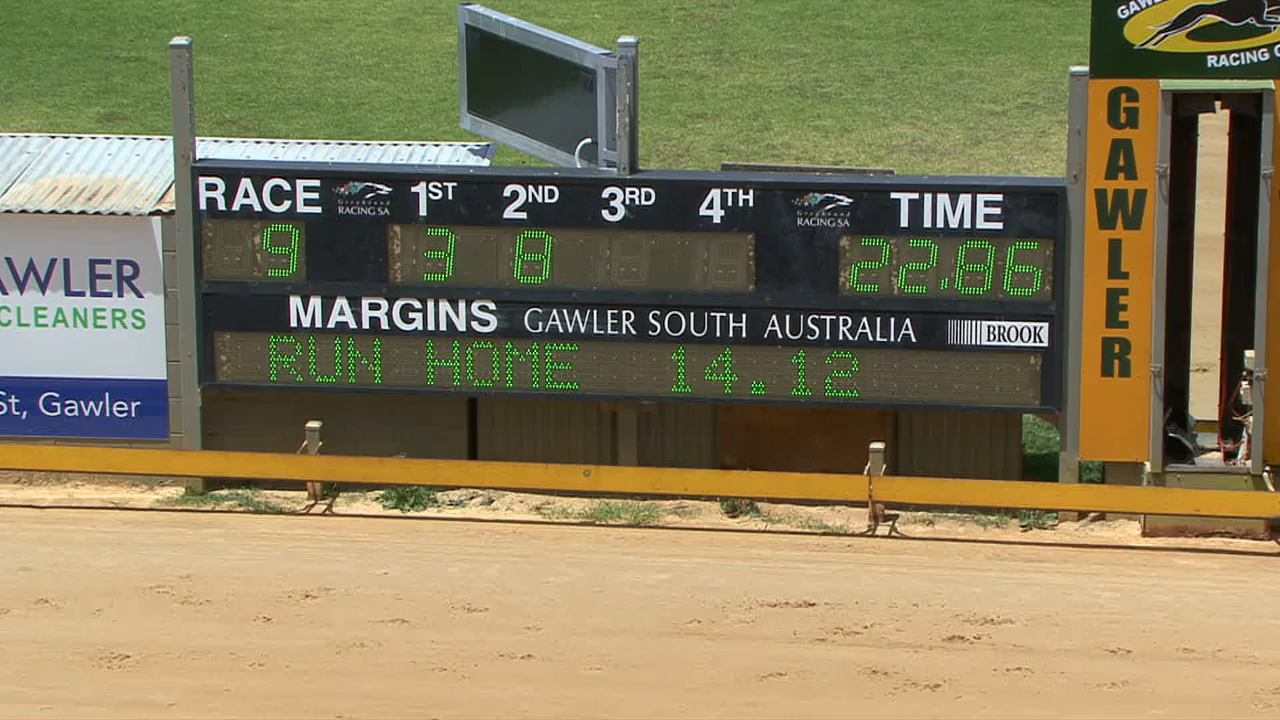 GAWL
RACING
RACE 1ST 2ND 3RD 4TH TIME
Greyhound
RACING SA
Greyhound
RACING SA
9 3 8 22.86
MARGINS GAWLER SOUTH AUSTRALIA BROOK
RUN HOME 14.12
GAWLER
AWLER
CLEANERS
St, Gawler